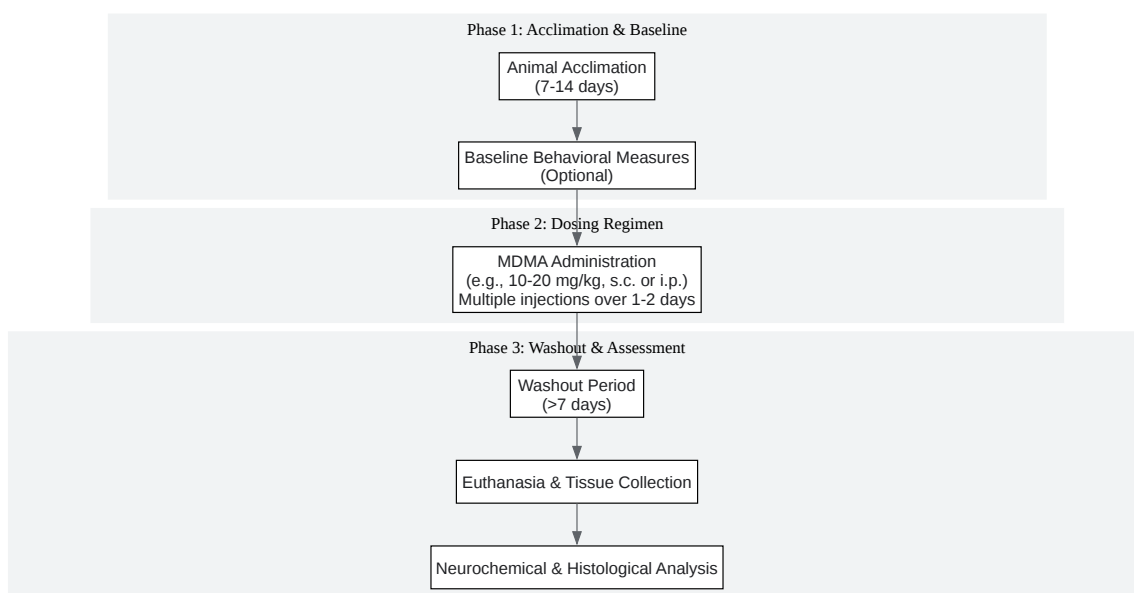 Phase 1: Acclimation & Baseline
Animal Acclimation
(7-14 days)
Baseline Behavioral Measures
(Optional)
Phase 2: Dosing Regimen
MDMA Administration
(e.g., 10-20 mg/kg, s.c. or i.p.)
Multiple injections over 1-2 days
Phase 3: Washout & Assessment
Washout Period
(>7 days)
Euthanasia & Tissue Collection
Neurochemical & Histological Analysis